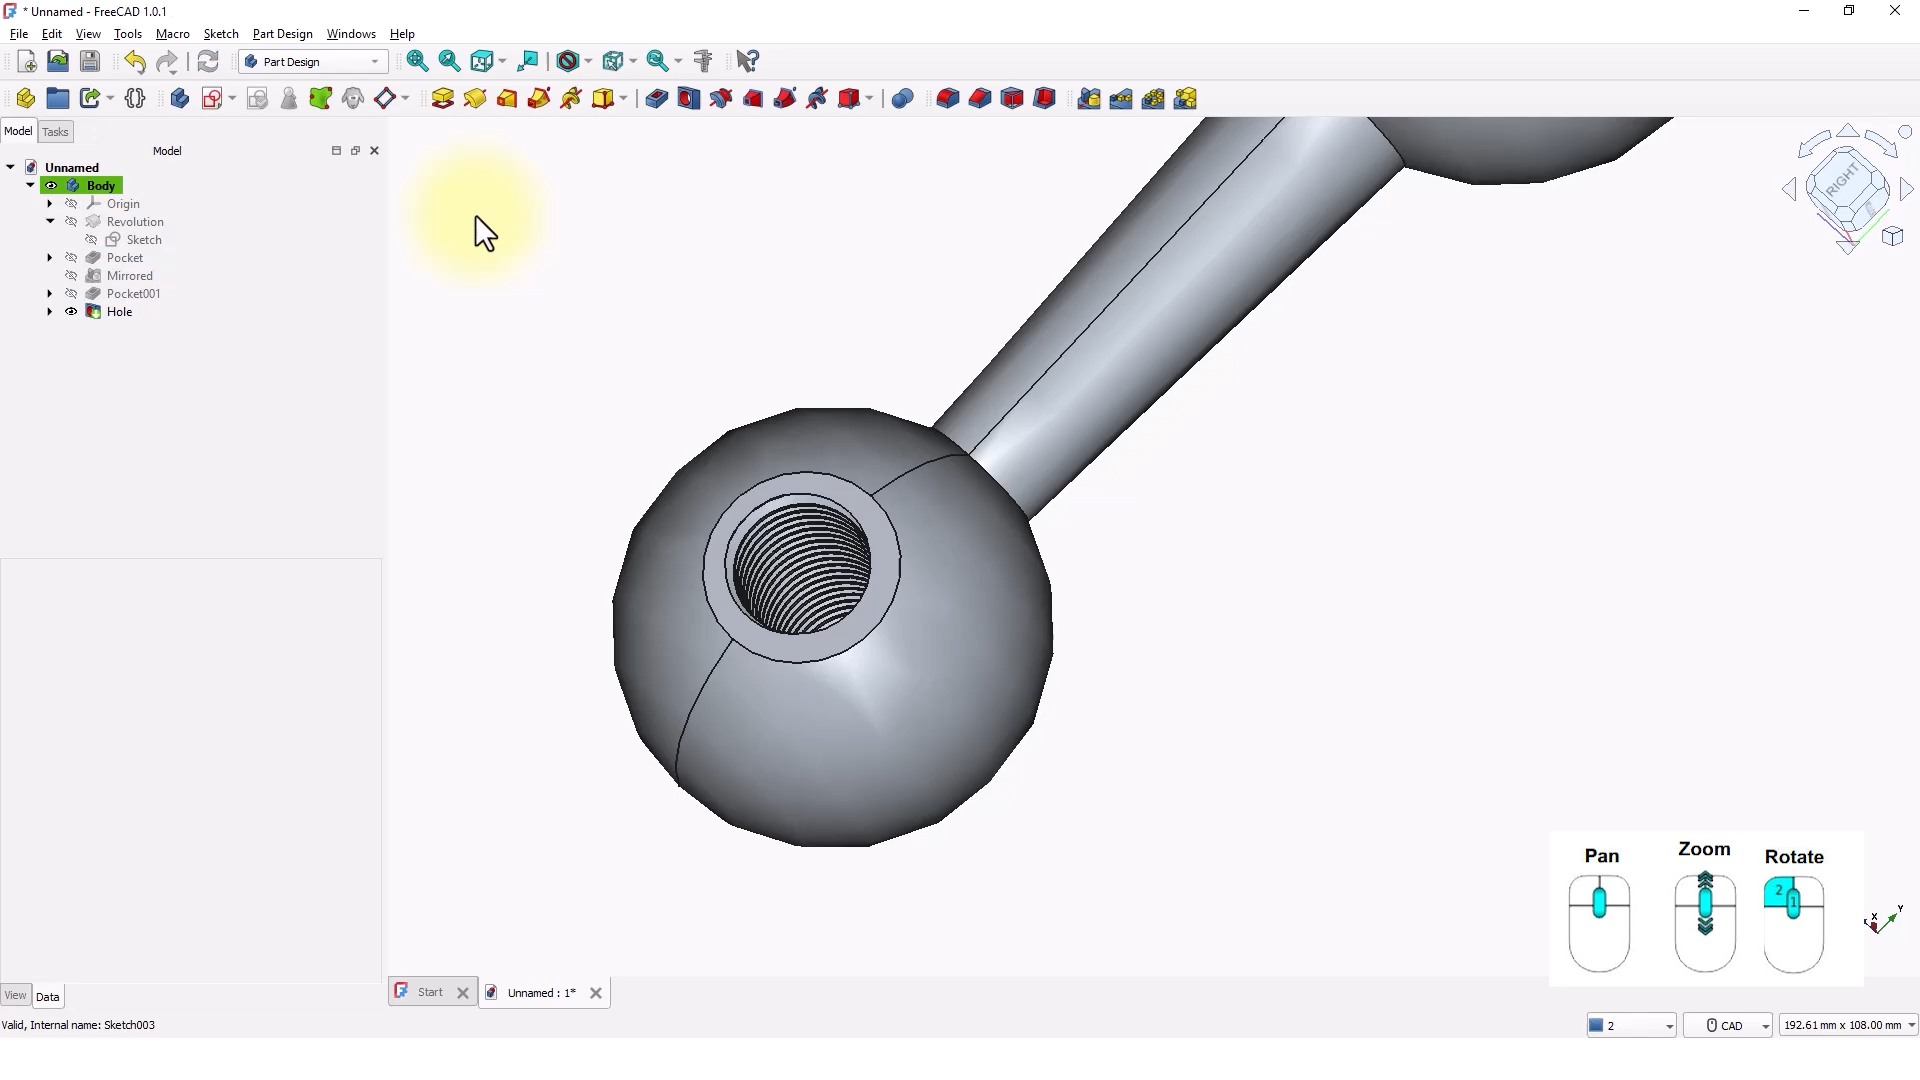 * Unnamed - FreeCAD 1.0.1
File Edit View Tools Macro Sketch Part Design Windows Help
Part Design
Model Tasks
Model
Unnamed
Body
Origin
Revolution
Sketch
Pocket
Mirrored
Pocket001
Hole
RIGHT
Pan Zoom Rotate
2
1
X
Y
View Data
Start Unnamed : 1*
Valid, Internal name: Sketch003
2 CAD 192.61 mm x 108.00 mm